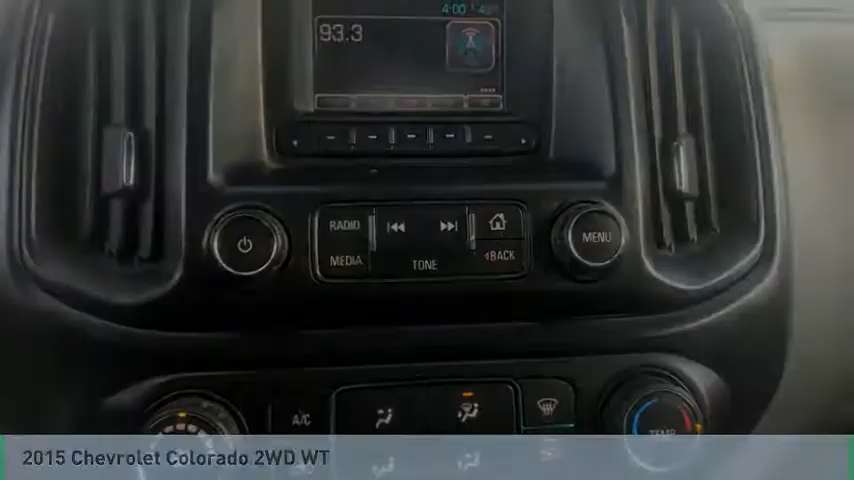 4:00
93.3
RADIO
MENU
MEDIA
TONE
BACK
A/C
TEMP
2015 Chevrolet Colorado 2WD WT